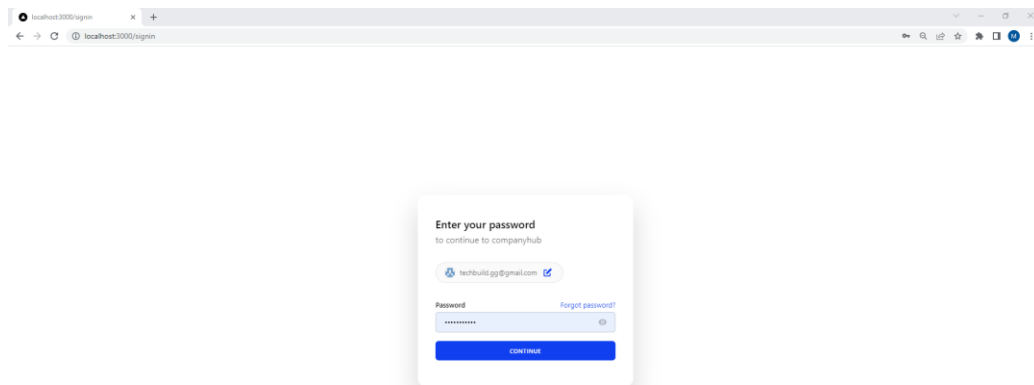 localhost:3000/signin
localhost:3000/signin
M
Enter your password
to continue to companyhub
techbuild.gg@gmail.com
Password Forgot password?
•••••••••••
CONTINUE